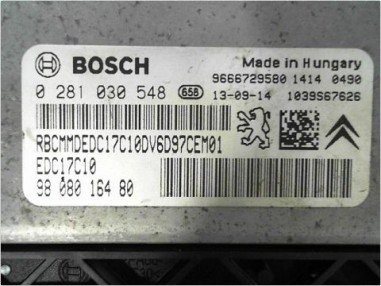 BOSCH
Made in Hungary
9666729580 1414 0490
0 281 030 548 658
13-09-14 1039S67626
RBCMMDEDC17C10DV6D97CEM01
EDC17C10
98 080 164 80